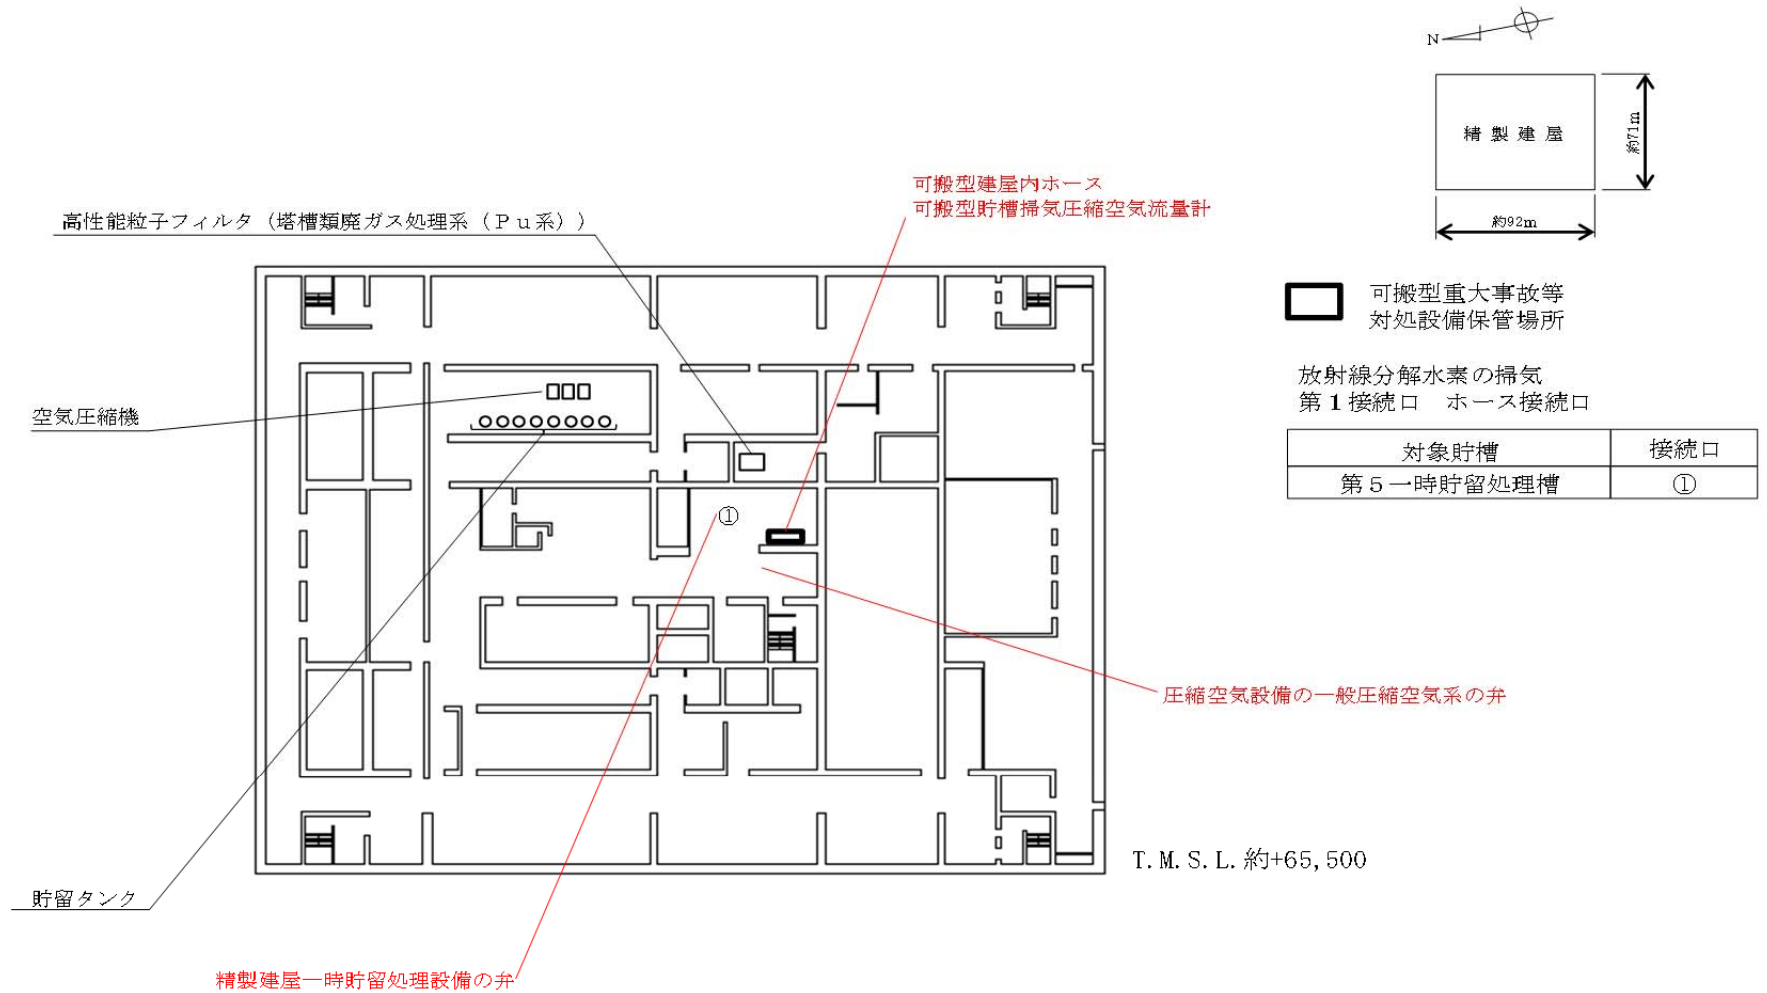 N
精製建屋
約71m
約92m
可搬型建屋内ホース
可搬型貯槽掃気圧縮空気流量計
高性能粒子フィルタ（塔槽類廃ガス処理系（Ｐｕ系））
可搬型重大事故等
対処設備保管場所
放射線分解水素の掃気
第１接続口　ホース接続口
対象貯槽　接続口
第５一時貯留処理槽　①
空気圧縮機
①
圧縮空気設備の一般圧縮空気系の弁
T.M.S.L.約+65,500
貯留タンク
精製建屋一時貯留処理設備の弁